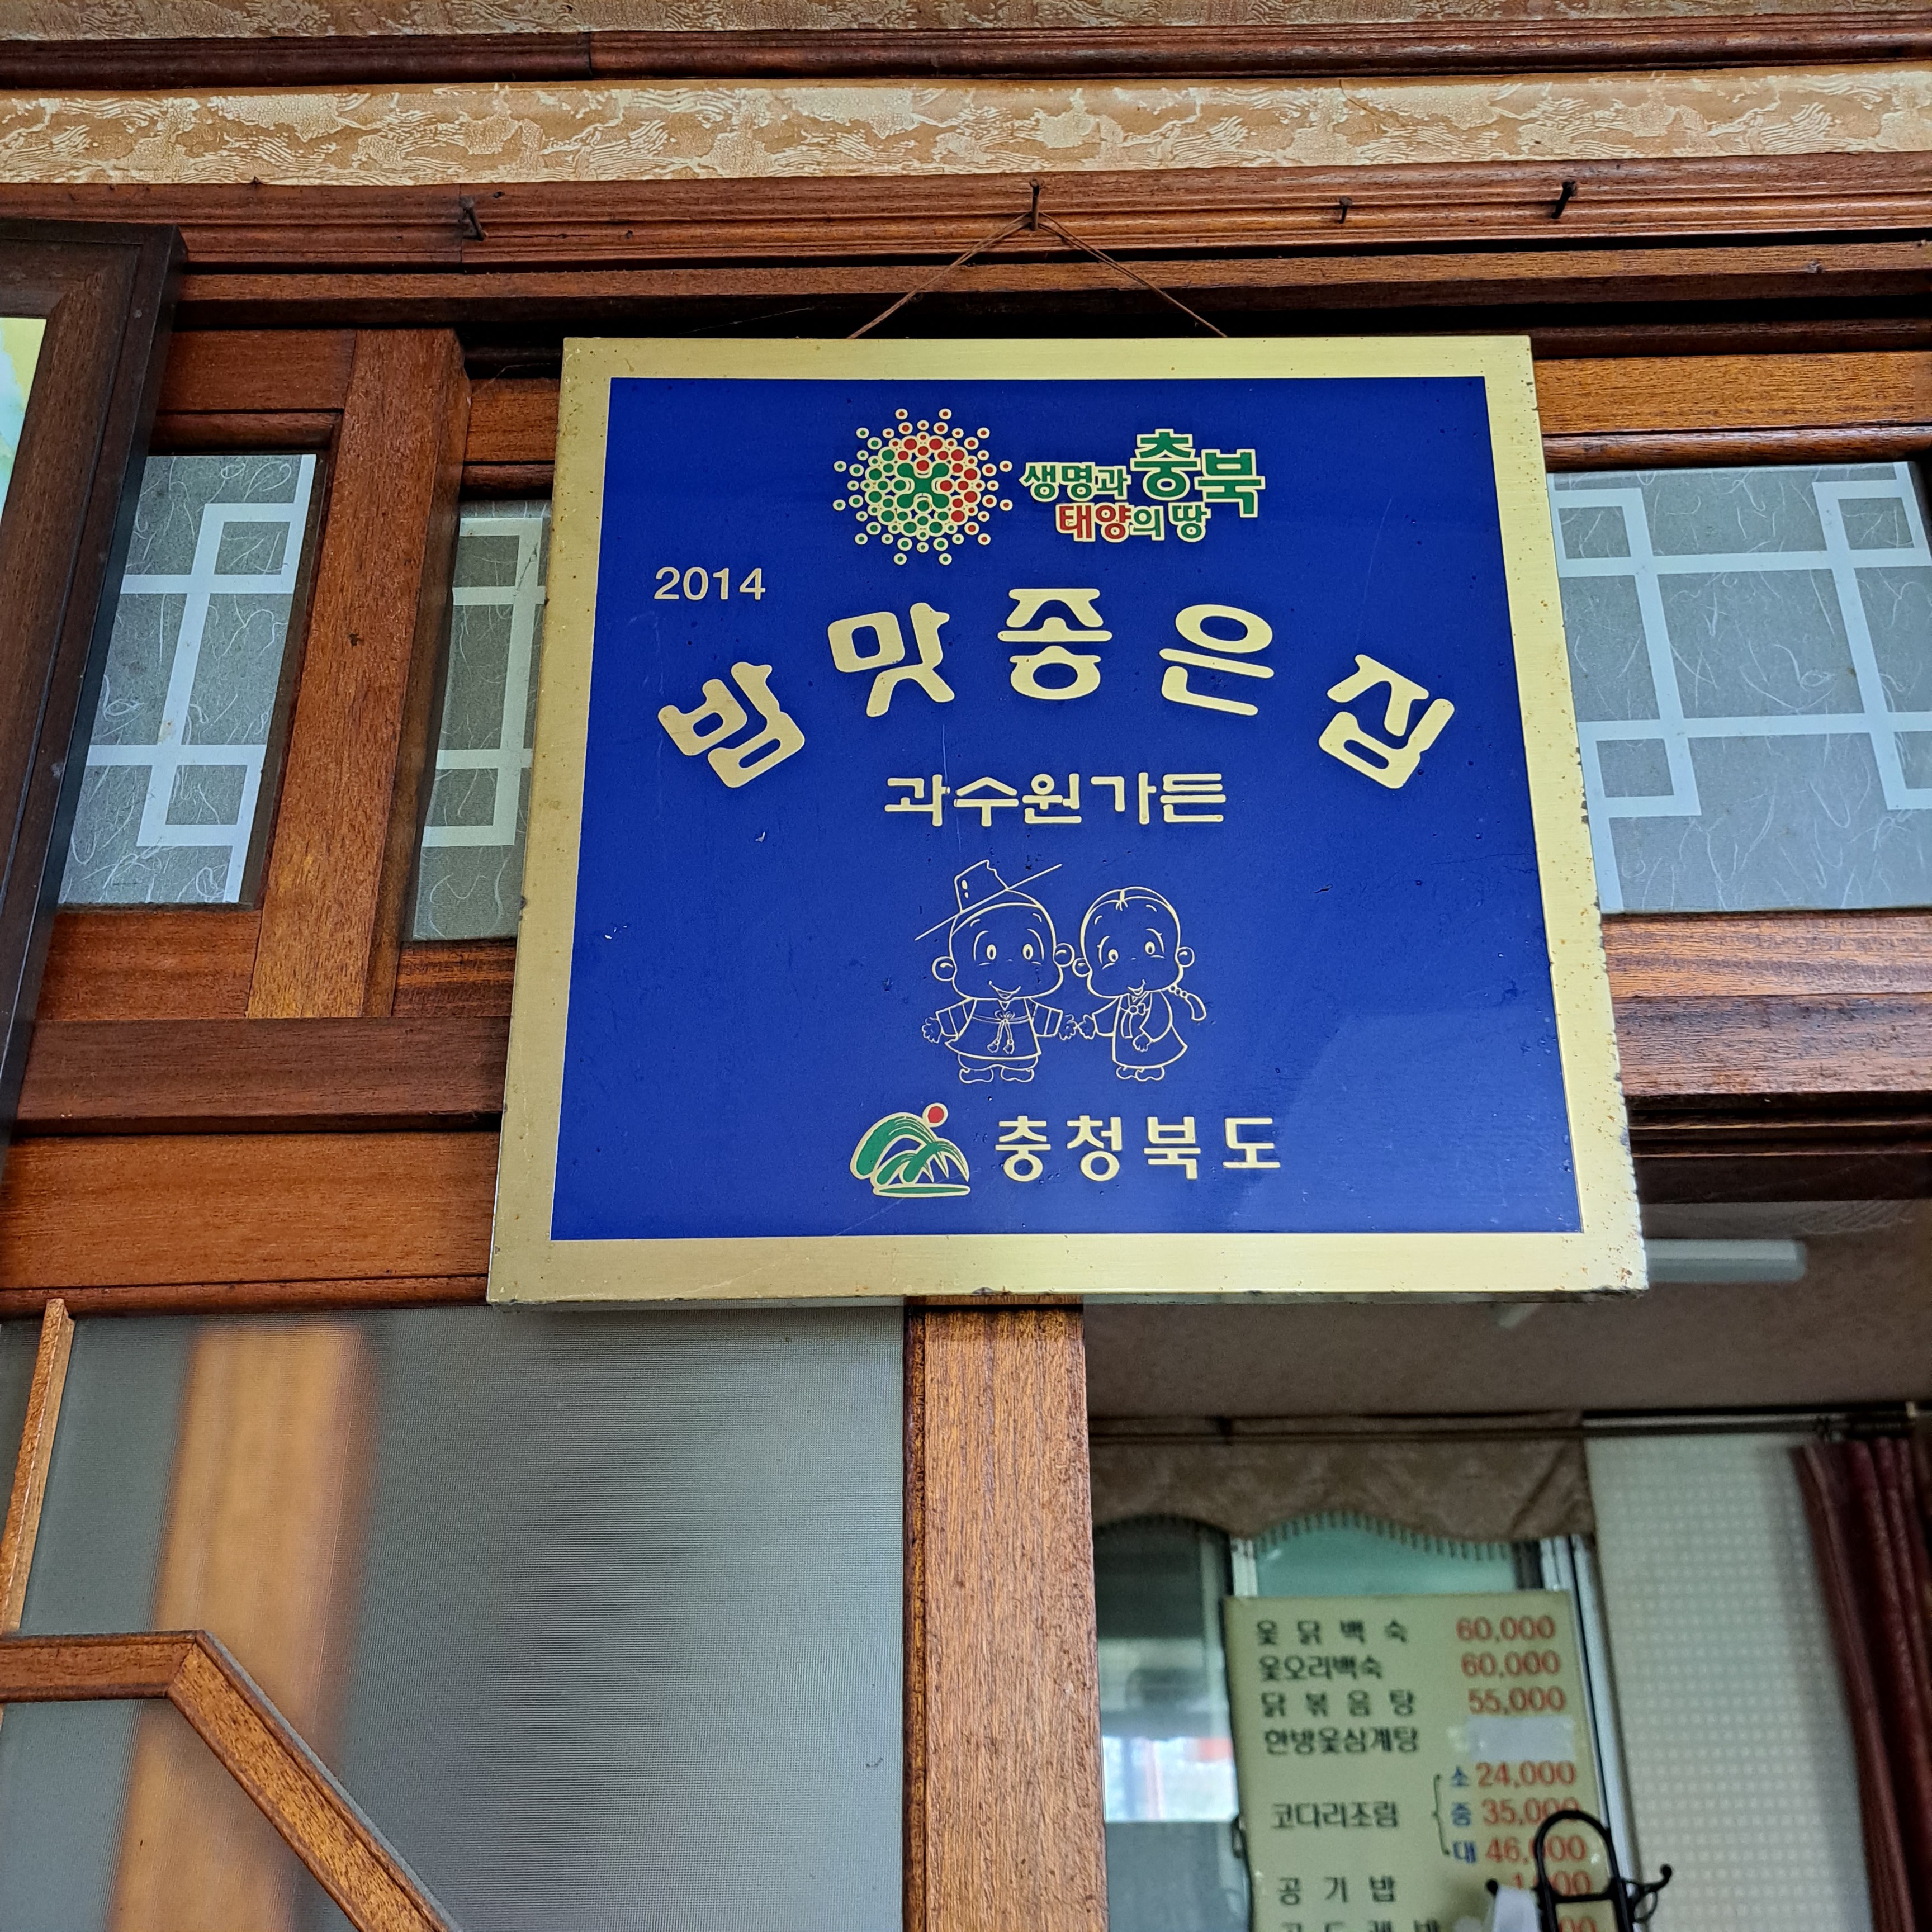 생명과 충북
태양의 땅
2014
밥맛좋은집
과수원가든
충청북도
옻 닭 백 숙 60,000
옻오리백숙 60,000
닭 볶 음 탕 55,000
한방옻삼계탕
소 24,000
코다리조림 중 35,000
대 46,000
공 기 밥